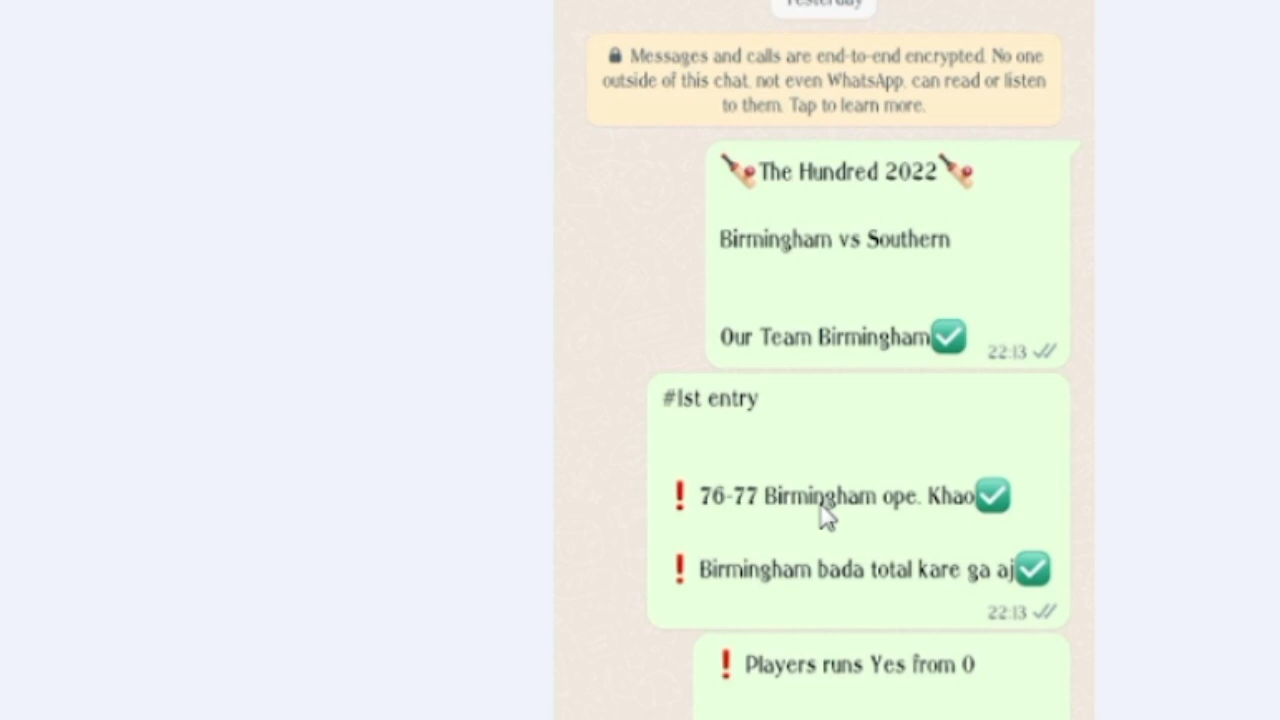 Yesterday
🔒 Messages and calls are end-to-end encrypted. No one
outside of this chat, not even WhatsApp, can read or listen
to them. Tap to learn more.
🏏The Hundred 2022🏏
Birmingham vs Southern
Our Team Birmingham✅
22:13
#1st entry
❗ 76-77 Birmingham ope. Khao✅
❗ Birmingham bada total kare ga aj✅
22:13
❗ Players runs Yes from 0